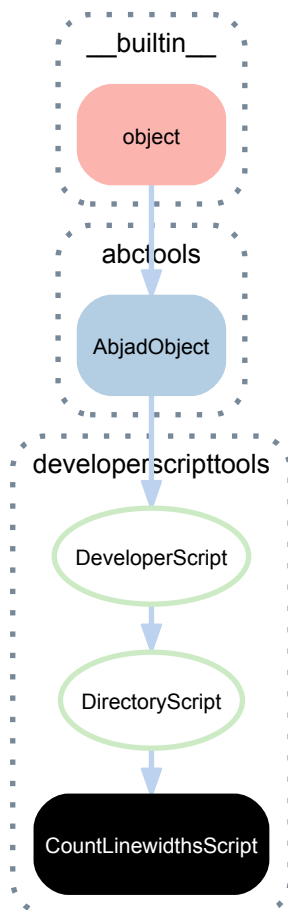 __builtin__
object
abctools
AbjadObject
developerscripttools
DeveloperScript
DirectoryScript
CountLinewidthsScript